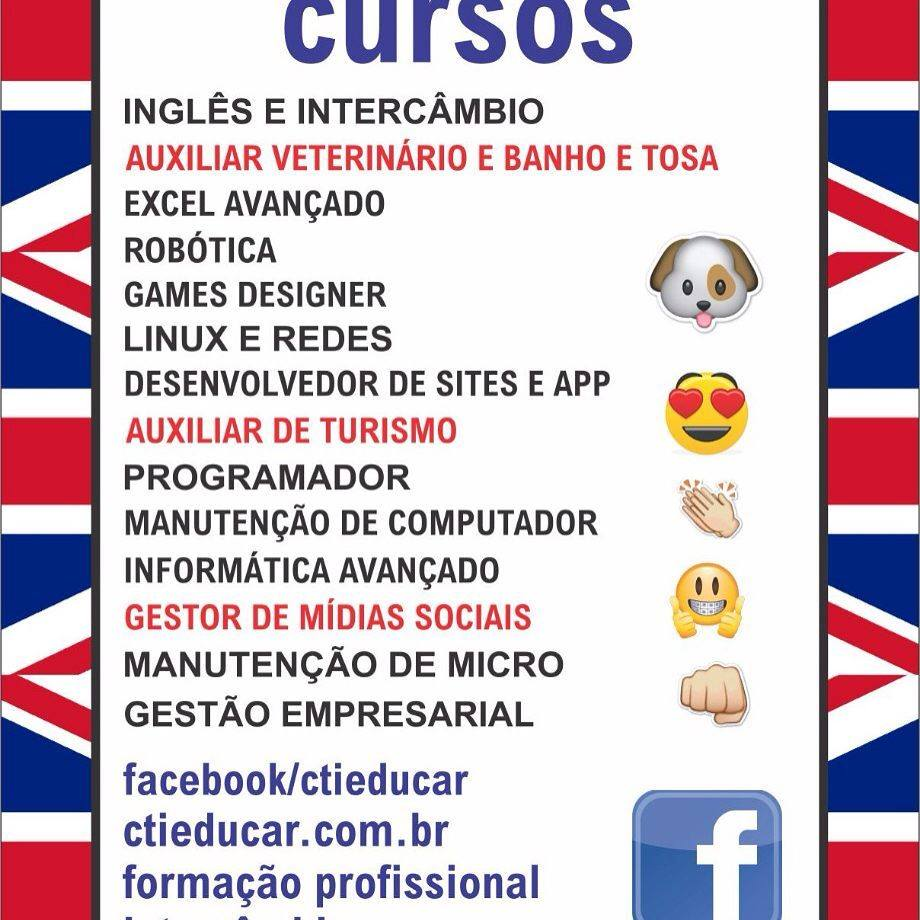 cursos
INGLÊS E INTERCÂMBIO
AUXILIAR VETERINÁRIO E BANHO E TOSA
EXCEL AVANÇADO
ROBÓTICA
GAMES DESIGNER
LINUX E REDES
DESENVOLVEDOR DE SITES E APP
AUXILIAR DE TURISMO
PROGRAMADOR
MANUTENÇÃO DE COMPUTADOR
INFORMÁTICA AVANÇADO
GESTOR DE MÍDIAS SOCIAIS
MANUTENÇÃO DE MICRO
GESTÃO EMPRESARIAL
facebook/ctieducar
ctieducar.com.br
formação profissional
f